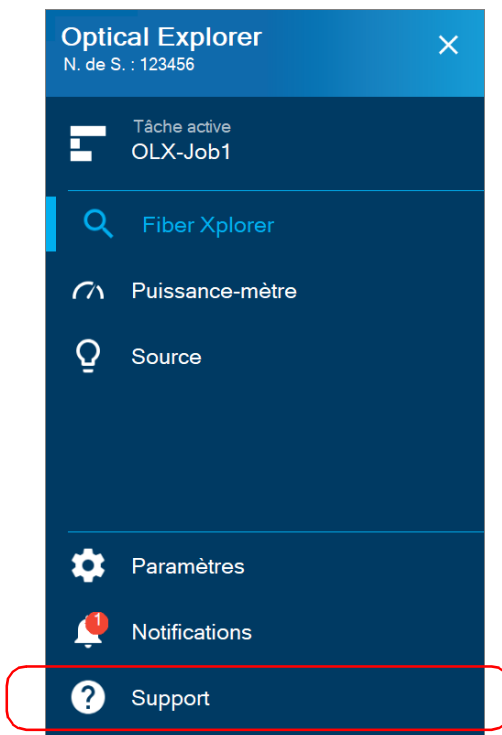 Optical Explorer
N. de S. : 123456
Tâche active
OLX-Job1
Fiber Xplorer
Puissance-mètre
Source
Paramètres
1
Notifications
Support